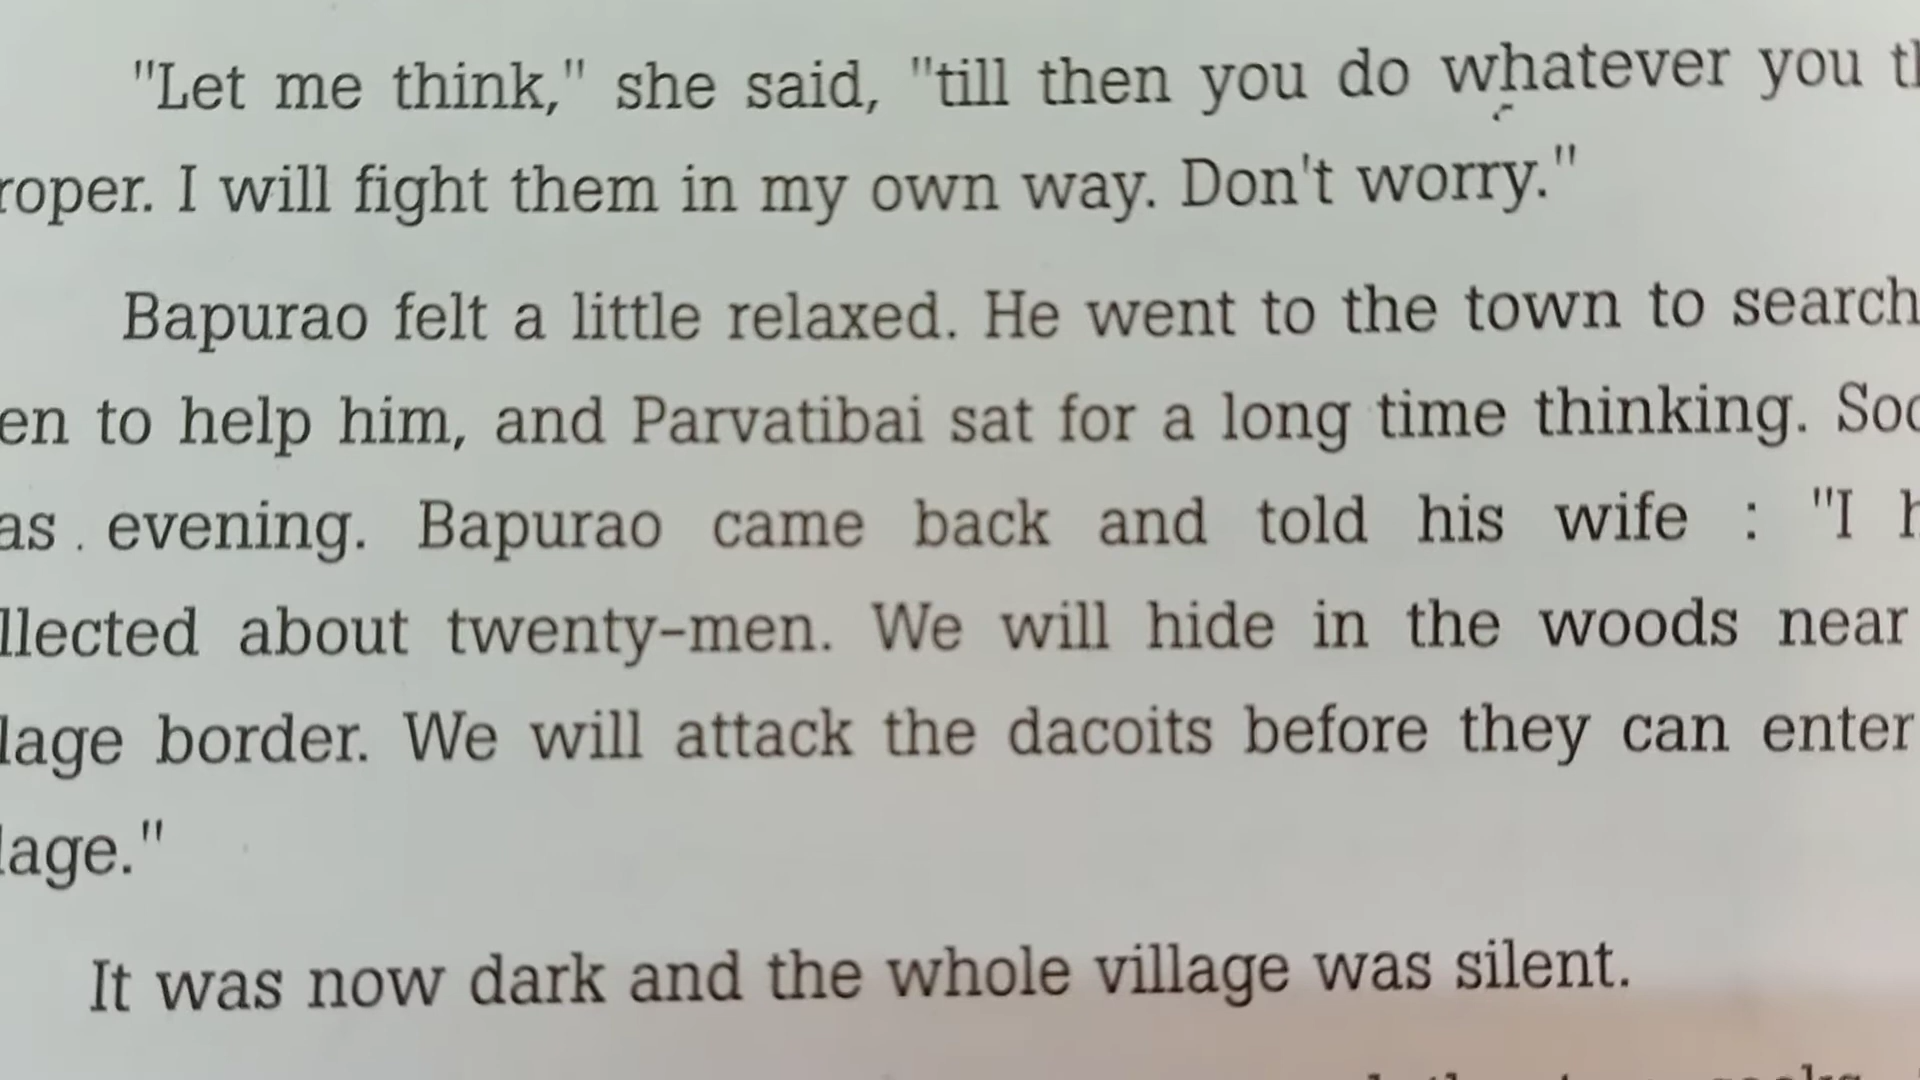 "Let me think," she said, "till then you do whatever you
roper. I will fight them in my own way. Don't worry."
Bapurao felt a little relaxed. He went to the town to search
en to help him, and Parvatibai sat for a long time thinking. Soo
as . evening. Bapurao came back and told his wife : "I h
llected about twenty-men. We will hide in the woods near
lage border. We will attack the dacoits before they can enter
lage."
It was now dark and the whole village was silent.